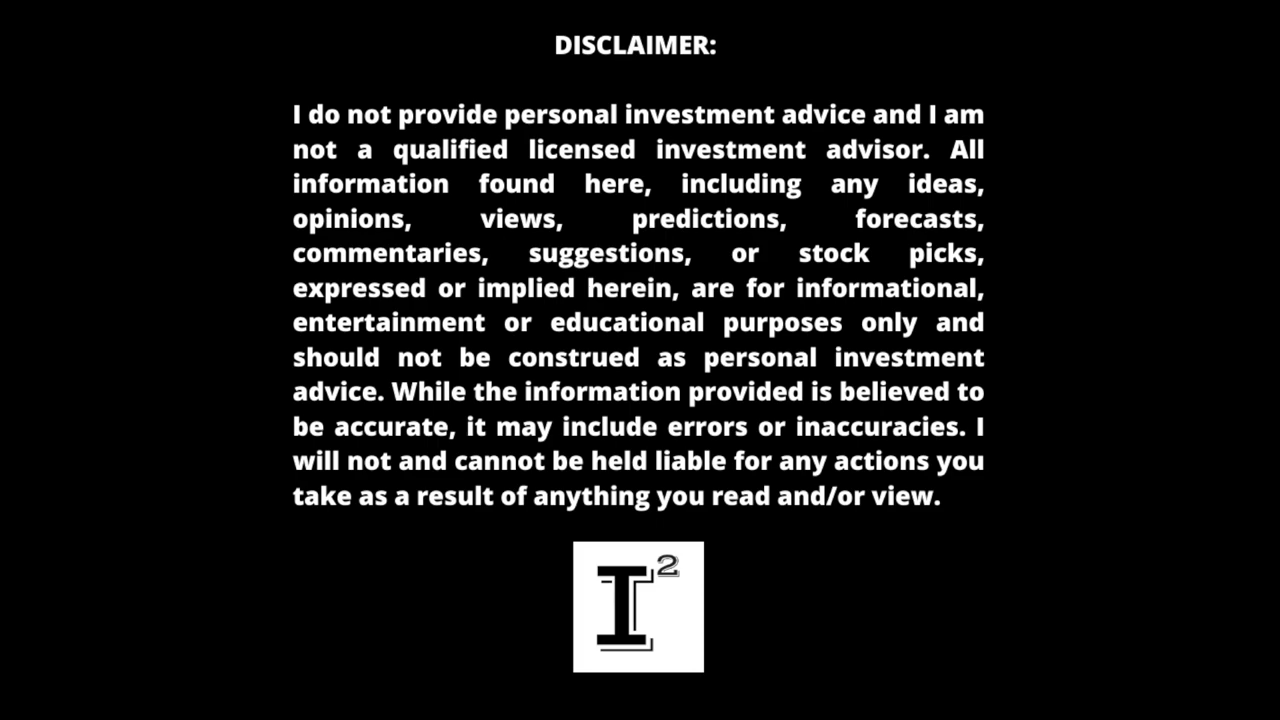 DISCLAIMER:
I do not provide personal investment advice and I am
not a qualified licensed investment advisor. All
information found here, including any ideas,
opinions, views, predictions, forecasts,
commentaries, suggestions, or stock picks,
expressed or implied herein, are for informational,
entertainment or educational purposes only and
should not be construed as personal investment
advice. While the information provided is believed to
be accurate, it may include errors or inaccuracies. I
will not and cannot be held liable for any actions you
take as a result of anything you read and/or view.
I²